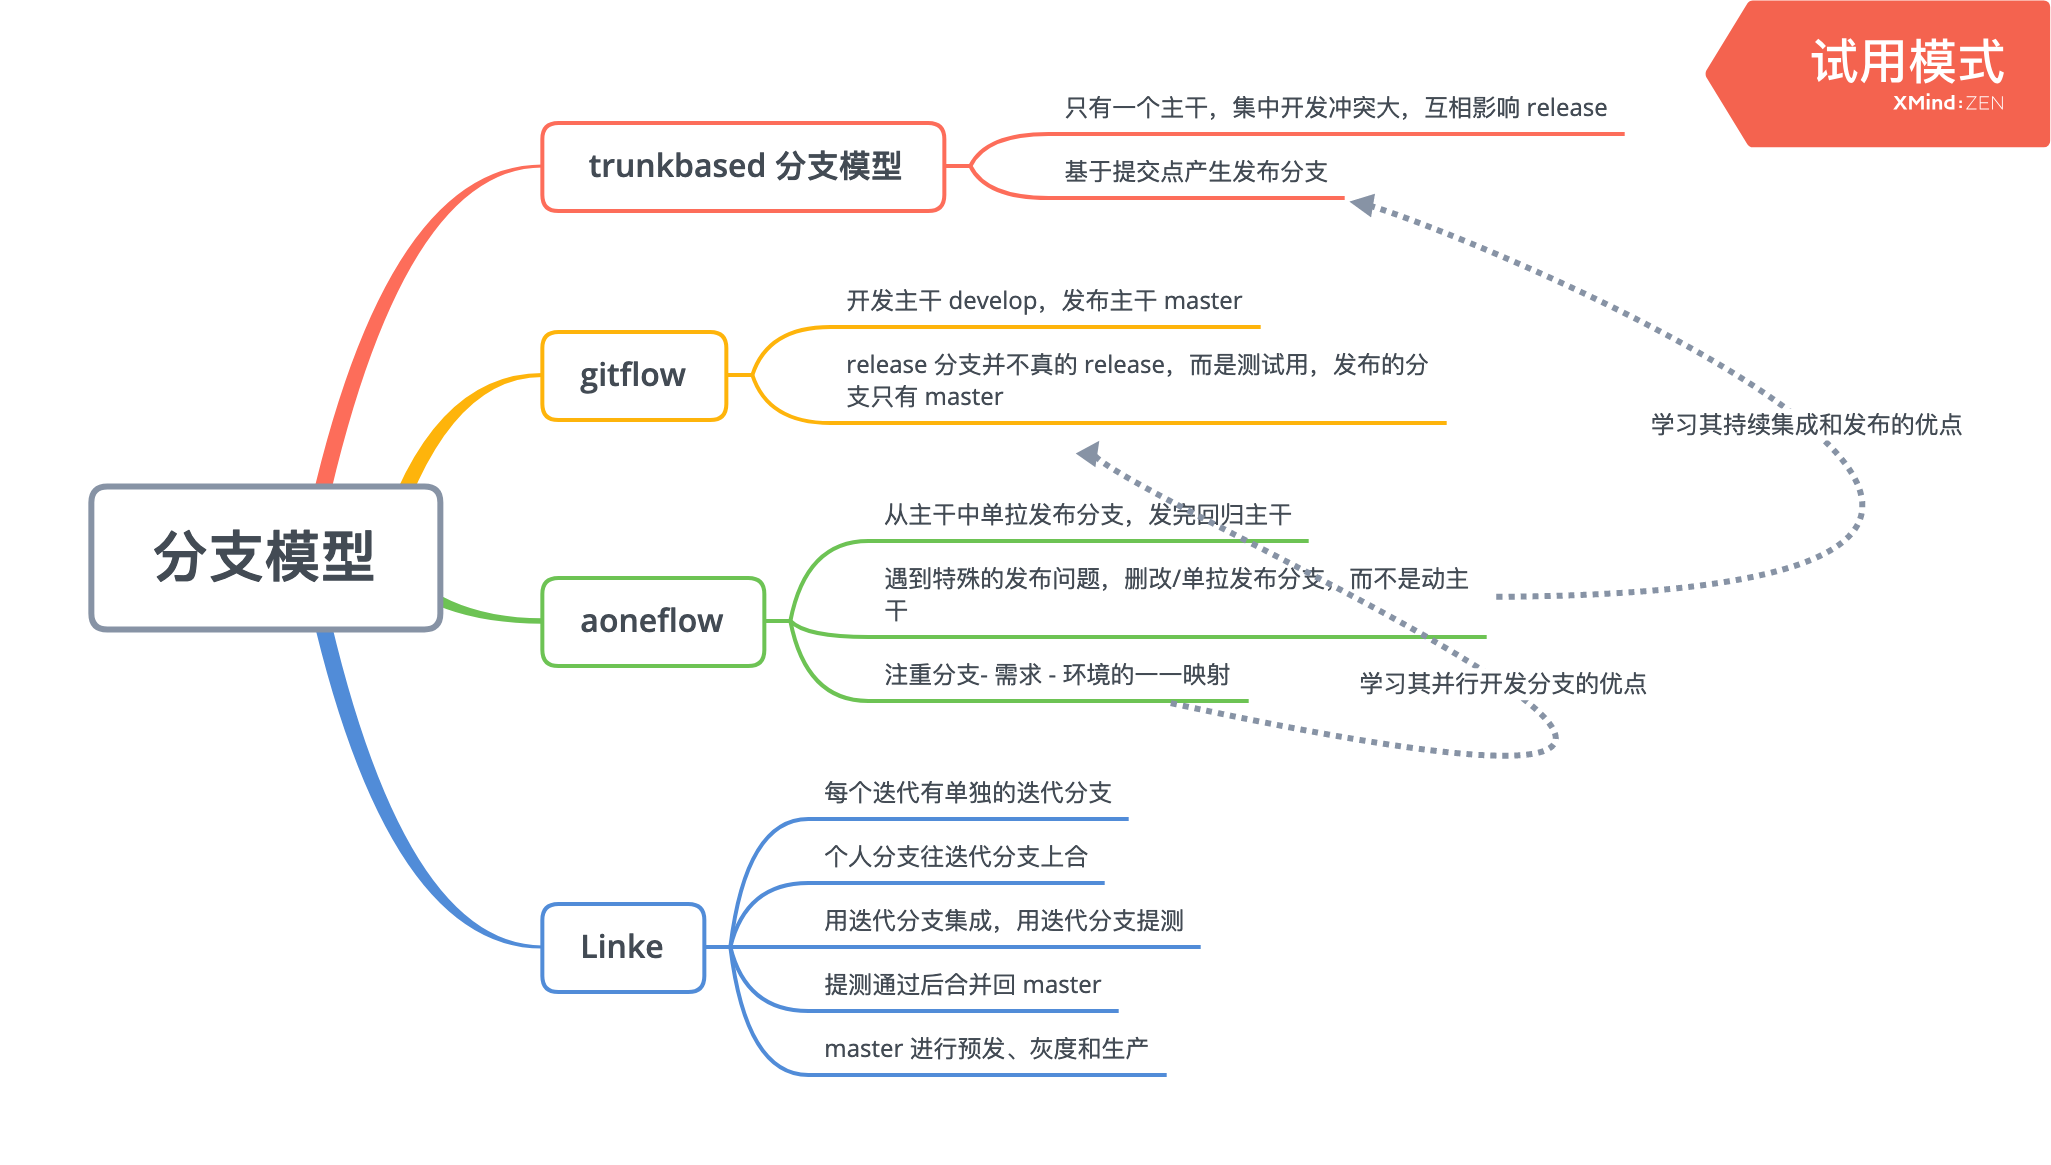 试用模式
XMind:ZEN
分支模型
trunkbased 分支模型
只有一个主干，集中开发冲突大，互相影响 release
基于提交点产生发布分支
gitflow
开发主干 develop，发布主干 master
release 分支并不真的 release，而是测试用，发布的分
支只有 master
学习其持续集成和发布的优点
aoneflow
从主干中单拉发布分支，发完回归主干
遇到特殊的发布问题，删改/单拉发布分支，而不是动主
干
注重分支- 需求 - 环境的一一映射
学习其并行开发分支的优点
Linke
每个迭代有单独的迭代分支
个人分支往迭代分支上合
用迭代分支集成，用迭代分支提测
提测通过后合并回 master
master 进行预发、灰度和生产